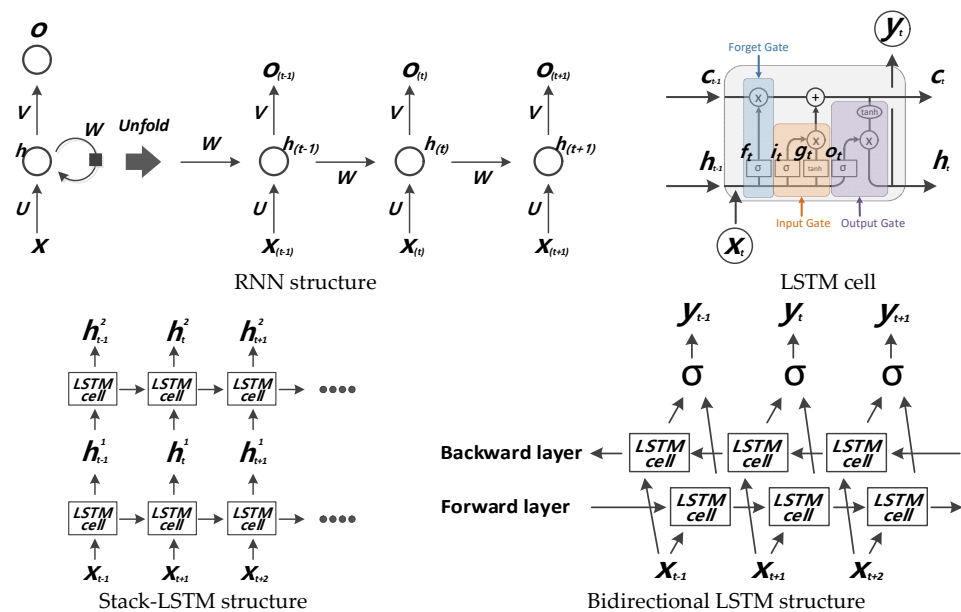 O
V
h
W
Unfold
U
X
O(t-1)
O(t)
O(t+1)
V
V
V
W
h(t-1)
h(t)
h(t+1)
W
W
U
U
U
X(t-1)
X(t)
X(t+1)
RNN structure
yt
Forget Gate
Ct-1
Ct
x
+
tanh
x
x
ft
it
gt
ot
σ
σ
tanh
σ
ht-1
ht
Input Gate
Output Gate
Xt
LSTM cell
h²t-1
h²t
h²t+1
LSTM cell
LSTM cell
LSTM cell
h¹t-1
h¹t
h¹t+1
LSTM cell
LSTM cell
LSTM cell
Xt-1
Xt+1
Xt+2
Stack-LSTM structure
yt-1
yt
yt+1
σ
σ
σ
Backward layer
LSTM cell
LSTM cell
LSTM cell
Forward layer
LSTM cell
LSTM cell
LSTM cell
Xt-1
Xt+1
Xt+2
Bidirectional LSTM structure